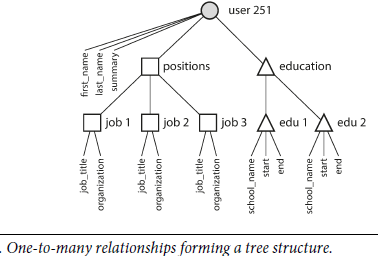 user 251
first_name
last_name
summary
positions
education
job 1
job 2
job 3
edu 1
edu 2
job_title
organization
job_title
organization
job_title
organization
school_name
start
end
school_name
start
end
. One-to-many relationships forming a tree structure.